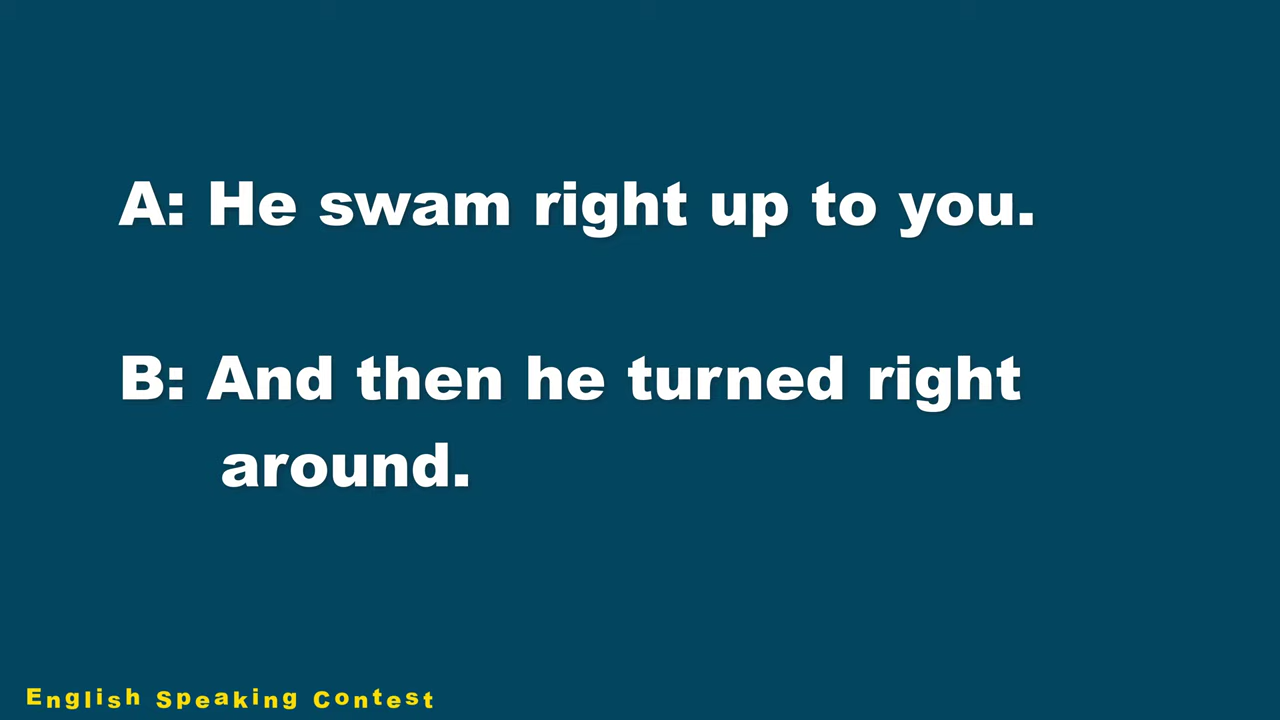 A: He swam right up to you.
B: And then he turned right
around.
English Speaking Contest